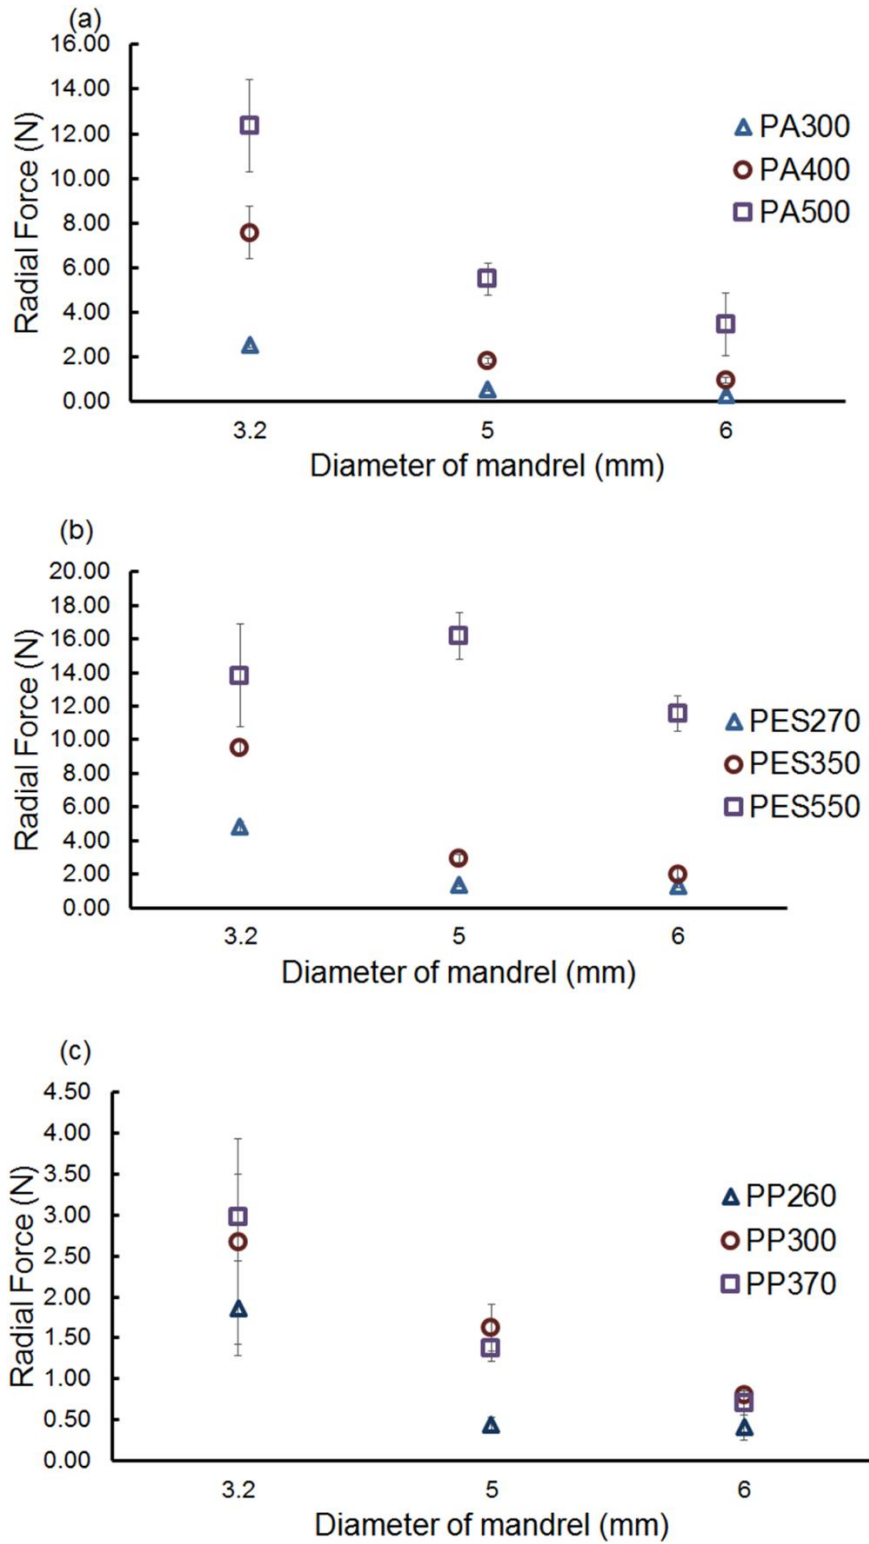 (a)
16.00
14.00
12.00
10.00
8.00
6.00
4.00
2.00
0.00
Radial Force (N)
PA300
PA400
PA500
3.2 5 6
Diameter of mandrel (mm)
(b)
20.00
18.00
16.00
14.00
12.00
10.00
8.00
6.00
4.00
2.00
0.00
Radial Force (N)
PES270
PES350
PES550
3.2 5 6
Diameter of mandrel (mm)
(c)
4.50
4.00
3.50
3.00
2.50
2.00
1.50
1.00
0.50
0.00
Radial Force (N)
PP260
PP300
PP370
3.2 5 6
Diameter of mandrel (mm)